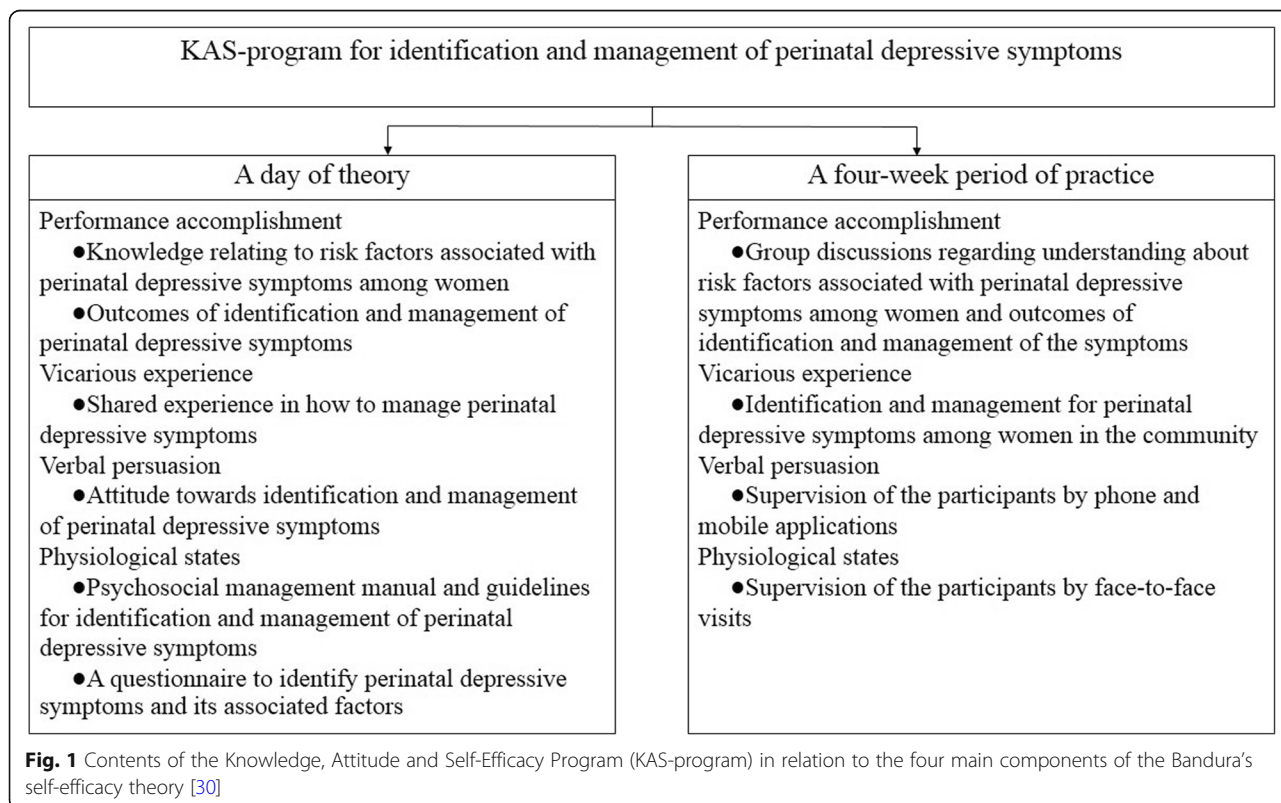 KAS-program for identification and management of perinatal depressive symptoms
A day of theory
Performance accomplishment
●Knowledge relating to risk factors associated with
perinatal depressive symptoms among women
●Outcomes of identification and management of
perinatal depressive symptoms
Vicarious experience
●Shared experience in how to manage perinatal
depressive symptoms
Verbal persuasion
●Attitude towards identification and management
of perinatal depressive symptoms
Physiological states
●Psychosocial management manual and guidelines
for identification and management of perinatal
depressive symptoms
●A questionnaire to identify perinatal depressive
symptoms and its associated factors
A four-week period of practice
Performance accomplishment
●Group discussions regarding understanding about
risk factors associated with perinatal depressive
symptoms among women and outcomes of
identification and management of the symptoms
Vicarious experience
●Identification and management for perinatal
depressive symptoms among women in the community
Verbal persuasion
●Supervision of the participants by phone and
mobile applications
Physiological states
●Supervision of the participants by face-to-face
visits
Fig. 1 Contents of the Knowledge, Attitude and Self-Efficacy Program (KAS-program) in relation to the four main components of the Bandura's
self-efficacy theory [30]